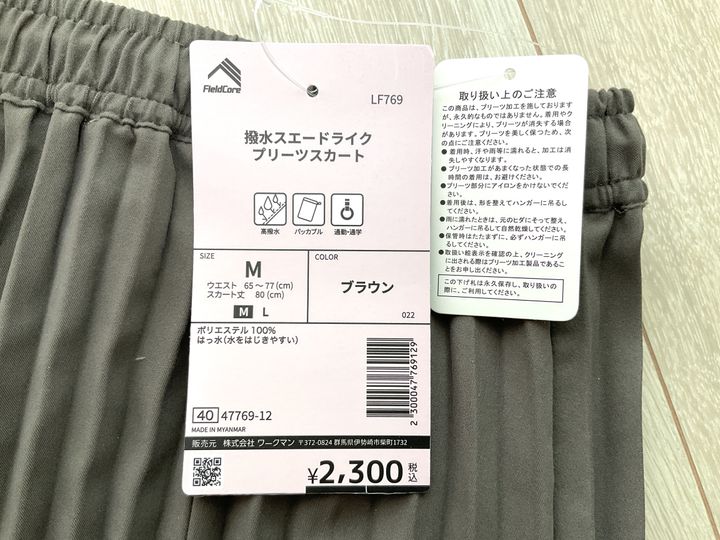 FieldCore
LF769
撥水スエードライク
プリーツスカート
高撥水
パッカブル
通勤・通学
SIZE
M
ウエスト 65～77(cm)
スカート丈 80(cm)
M L
COLOR
ブラウン
022
ポリエステル 100%
はっ水(水をはじきやすい)
2 300047 769129
40 47769-12
MADE IN MYANMAR
販売元 株式会社 ワークマン 〒372-0824 群馬県伊勢崎市柴町1732
¥2,300 税込
取り扱い上のご注意
この商品は、プリーツ加工を施しております
が、永久的なものではありません。着用やク
リーニングにより、プリーツが消失する場合
があります。プリーツを美しく保つため、次
の点にご注意ください。
●着用時、汗や雨等に濡れると、加工は消
失しやすくなります。
●プリーツ加工があまくなった状態での長
時間の着用は、お避けください。
●プリーツ部分にアイロンをかけないでくだ
さい。
●着用後は、形を整えてハンガーに吊るし
てください。
●雨に濡れたときは、元のヒダにそって整え、
ハンガーに吊るして自然乾燥してください。
●保管時はたたまずに、必ずハンガーに吊
るしてください。
●取扱い絵表示を確認の上、クリーニング
に出される際はプリーツ加工製品であるこ
とをお申し出ください。
この下げ札は永久保存し、取り扱いの
際に、ご利用してください。